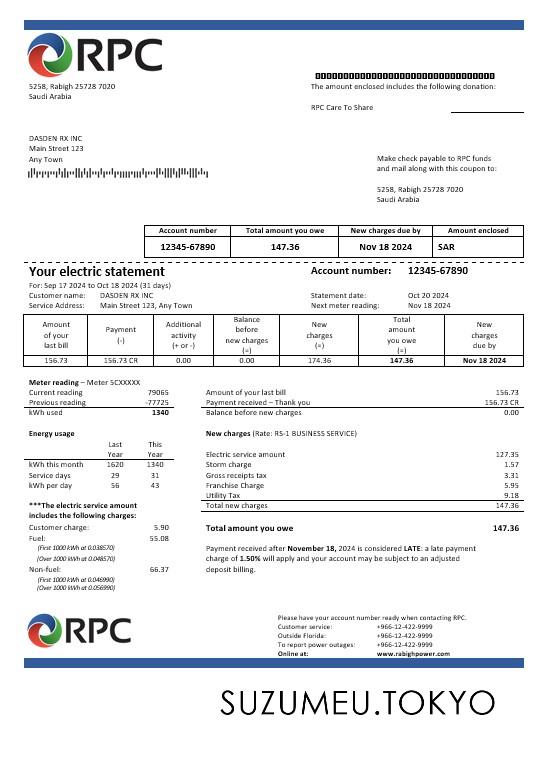 RPC
5258, Rabigh 25728 7020
Saudi Arabia
The amount enclosed includes the following donation:
RPC Care To Share
DASDEN RX INC
Main Street 123
Any Town
Make check payable to RPC funds
and mail along with this coupon to:
5258, Rabigh 25728 7020
Saudi Arabia
Account number Total amount you owe New charges due by Amount enclosed
12345-67890 147.36 Nov 18 2024 SAR
Your electric statement Account number: 12345-67890
For: Sep 17 2024 to Oct 18 2024 (31 days)
Customer name: DASDEN RX INC Statement date: Oct 20 2024
Service Address: Main Street 123, Any Town Next meter reading: Nov 18 2024
Amount of your last bill Payment (-) Additional activity (+ or -) Balance before new charges (=) New charges (=) Total amount you owe (=) New charges due by
156.73 156.73 CR 0.00 0.00 174.36 147.36 Nov 18 2024
Meter reading – Meter 5CXXXXX
Current reading 79065
Previous reading -77725
kWh used 1340
Amount of your last bill 156.73
Payment received – Thank you 156.73 CR
Balance before new charges 0.00
Energy usage
Last Year This Year
kWh this month 1620 1340
Service days 29 31
kWh per day 56 43
***The electric service amount
includes the following charges:
Customer charge: 5.90
Fuel: 55.08
(First 1000 kWh at 0.038570)
(Over 1000 kWh at 0.048570)
Non-fuel: 66.37
(First 1000 kWh at 0.046990)
(Over 1000 kWh at 0.056990)
New charges (Rate: RS-1 BUSINESS SERVICE)
Electric service amount 127.35
Storm charge 1.57
Gross receipts tax 3.31
Franchise Charge 5.95
Utility Tax 9.18
Total new charges 147.36
Total amount you owe 147.36
Payment received after November 18, 2024 is considered LATE: a late payment
charge of 1.50% will apply and your account may be subject to an adjusted
deposit billing.
RPC
Please have your account number ready when contacting RPC.
Customer service: +966-12-422-9999
Outside Florida: +966-12-422-9999
To report power outages: +966-12-422-9999
Online at: www.rabighpower.com
SUZUMEU.TOKYO